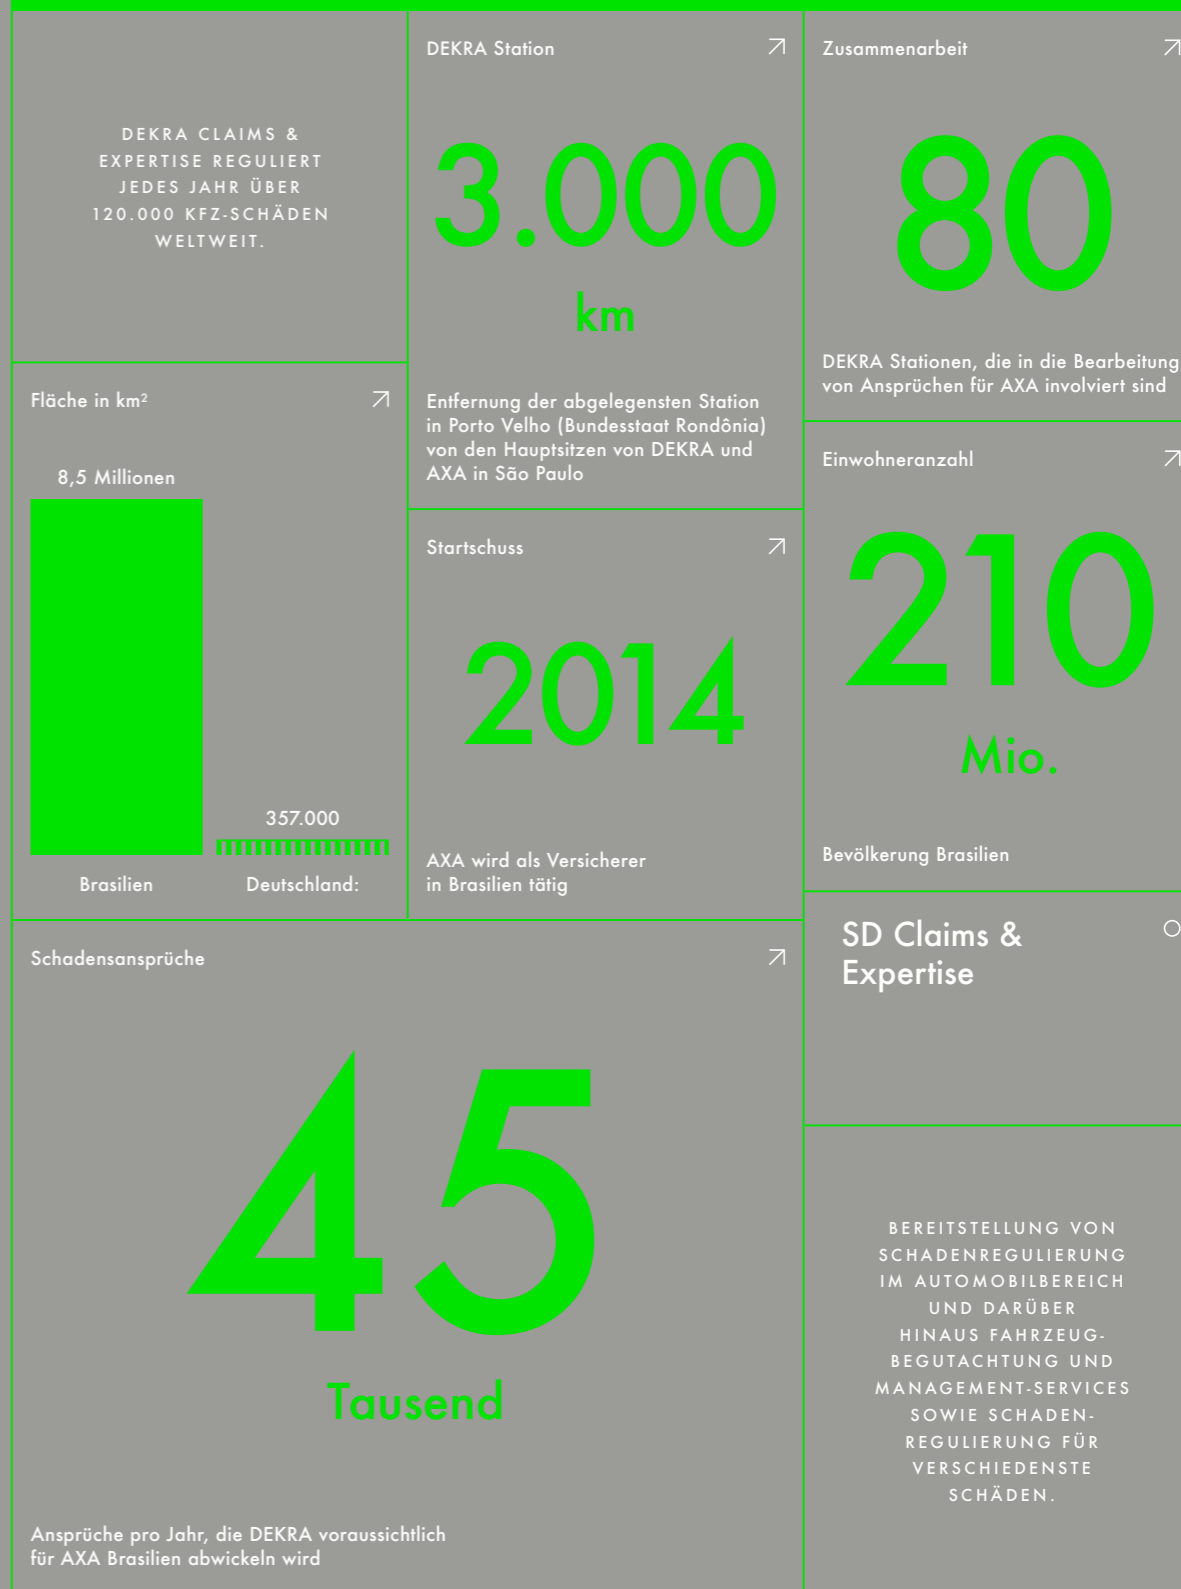 DEKRA CLAIMS &
EXPERTISE REGULIERT
JEDES JAHR ÜBER
120.000 KFZ-SCHÄDEN
WELTWEIT.
Fläche in km²
8,5 Millionen
357.000
Brasilien
Deutschland:
DEKRA Station
3.000
km
Entfernung der abgelegensten Station
in Porto Velho (Bundesstaat Rondônia)
von den Hauptsitzen von DEKRA und
AXA in São Paulo
Startschuss
2014
AXA wird als Versicherer
in Brasilien tätig
Zusammenarbeit
80
DEKRA Stationen, die in die Bearbeitung
von Ansprüchen für AXA involviert sind
Einwohneranzahl
210
Mio.
Bevölkerung Brasilien
Schadensansprüche
45
Tausend
Ansprüche pro Jahr, die DEKRA voraussichtlich
für AXA Brasilien abwickeln wird
SD Claims &
Expertise
BEREITSTELLUNG VON
SCHADENREGULIERUNG
IM AUTOMOBILBEREICH
UND DARÜBER
HINAUS FAHRZEUG-
BEGUTACHTUNG UND
MANAGEMENT-SERVICES
SOWIE SCHADEN-
REGULIERUNG FÜR
VERSCHIEDENSTE
SCHÄDEN.